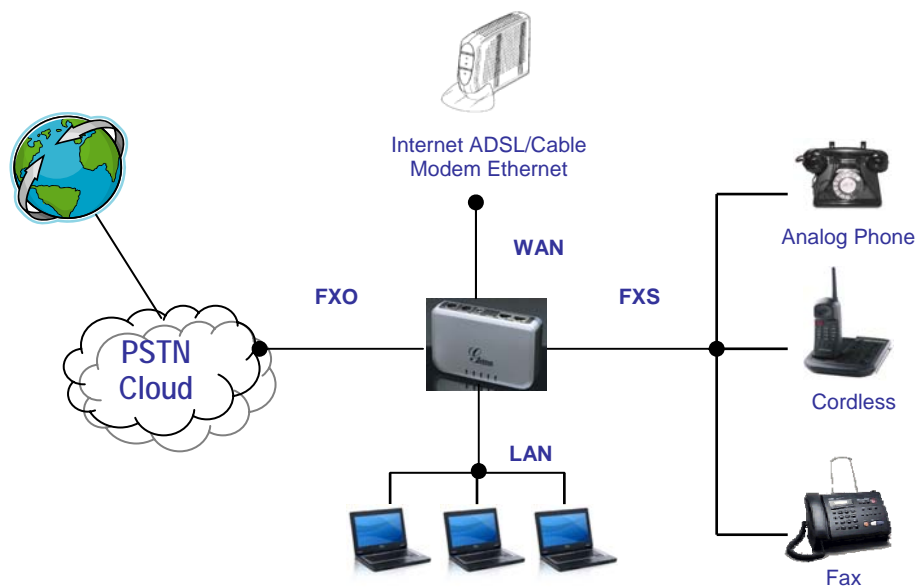 Internet ADSL/Cable
Modem Ethernet
WAN
FXO
FXS
Analog Phone
PSTN
Cloud
Cordless
LAN
Fax